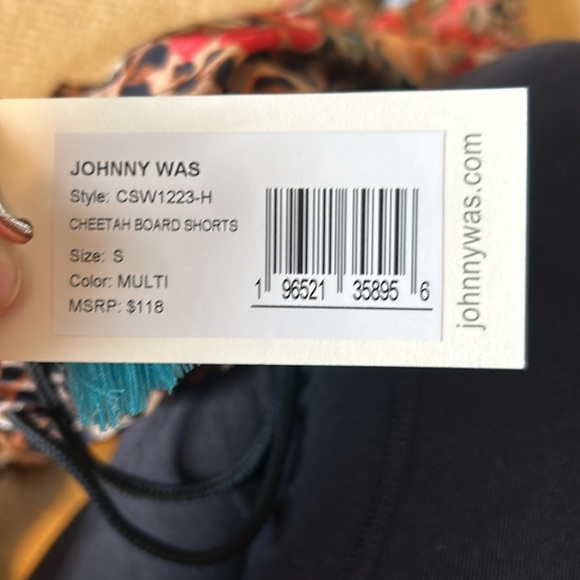 JOHNNY WAS
Style: CSW1223-H
CHEETAH BOARD SHORTS
Size: S
Color: MULTI
MSRP: $118
1 96521 35895 6
johnnywas.com